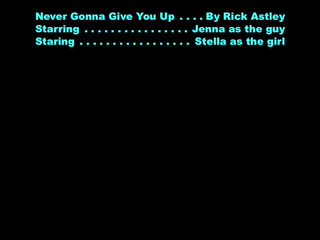 Never Gonna Give You Up . . . . By Rick Astley
Starring . . . . . . . . . . . . . . . . Jenna as the guy
Staring . . . . . . . . . . . . . . . . . Stella as the girl